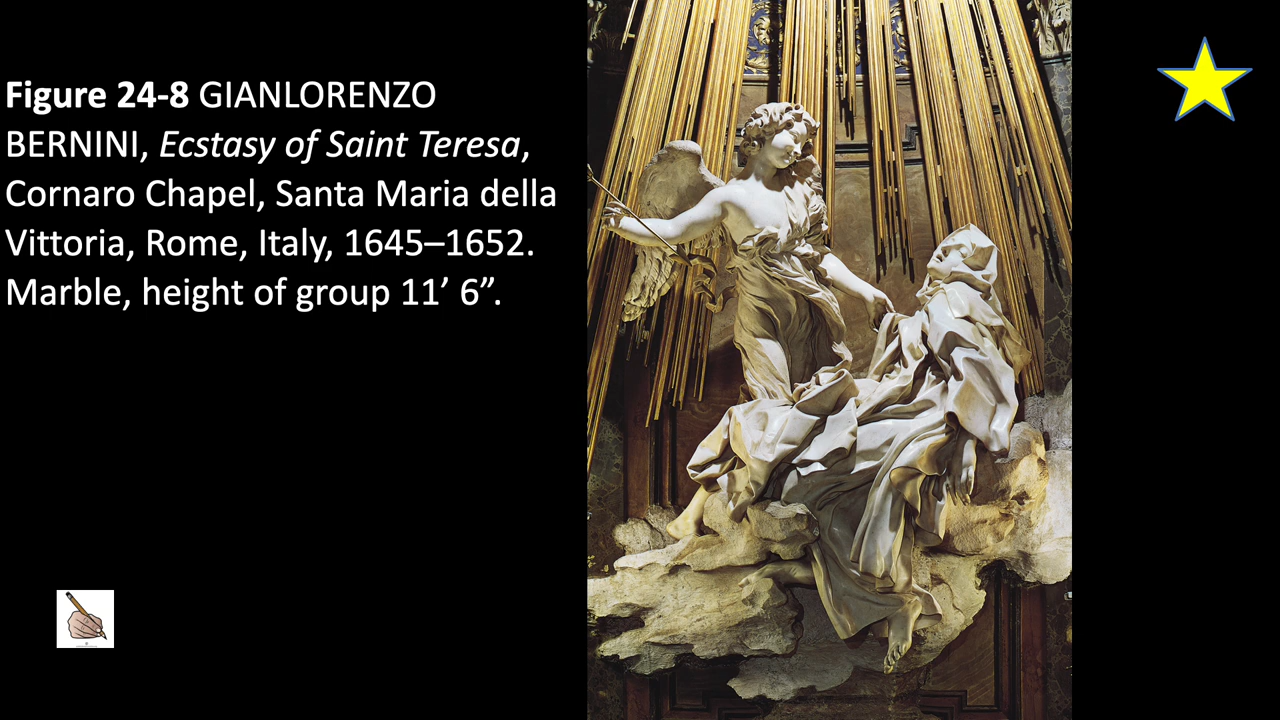 Figure 24-8 GIANLORENZO
BERNINI, Ecstasy of Saint Teresa,
Cornaro Chapel, Santa Maria della
Vittoria, Rome, Italy, 1645–1652.
Marble, height of group 11’ 6”.